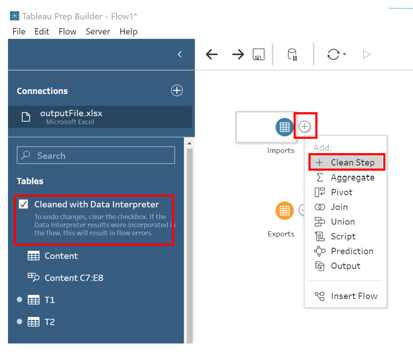 Tableau Prep Builder - Flow1*
File Edit Flow Server Help
Connections
outputFile.xlsx
Microsoft Excel
Search
Tables
Cleaned with Data Interpreter
To undo changes, clear the checkbox. If the
Data Interpreter results were incorporated in
the flow, this will result in flow errors.
Content
Content C7:E8
T1
T2
Imports
Exports
Add:
Clean Step
Aggregate
Pivot
Join
Union
Script
Prediction
Output
Insert Flow